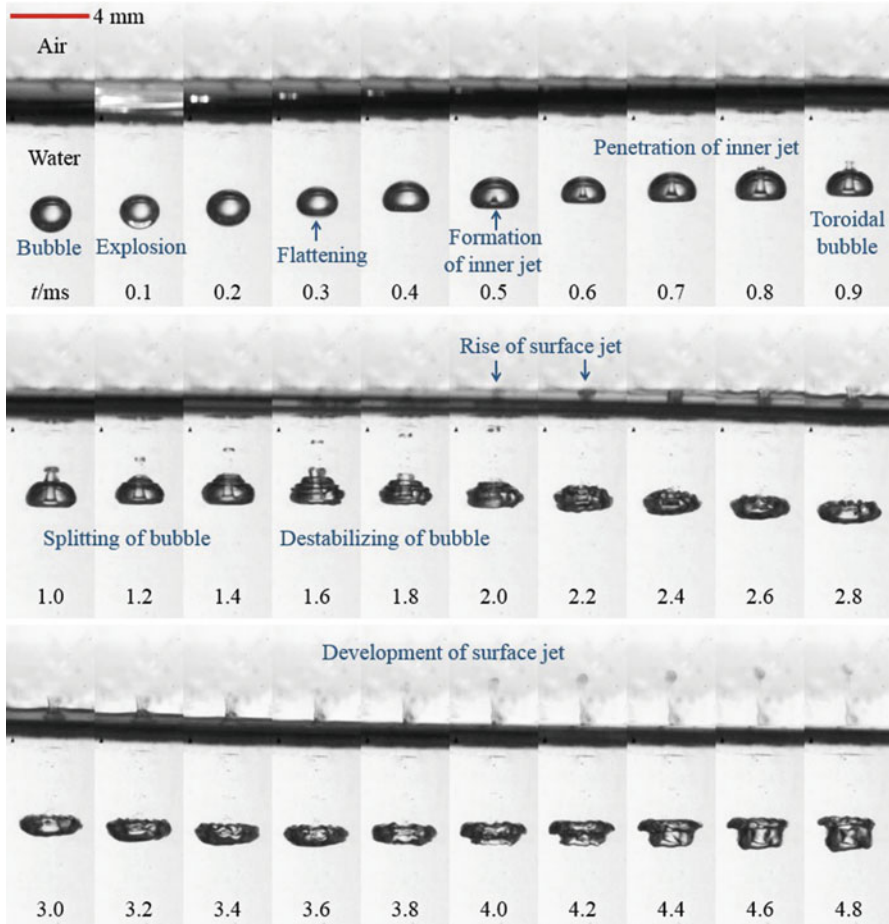 4 mm
Air
Water
Penetration of inner jet
Bubble
Explosion
Flattening
Formation
of inner jet
Toroidal
bubble
t/ms
0.1
0.2
0.3
0.4
0.5
0.6
0.7
0.8
0.9
Rise of surface jet
Splitting of bubble
Destabilizing of bubble
1.0
1.2
1.4
1.6
1.8
2.0
2.2
2.4
2.6
2.8
Development of surface jet
3.0
3.2
3.4
3.6
3.8
4.0
4.2
4.4
4.6
4.8